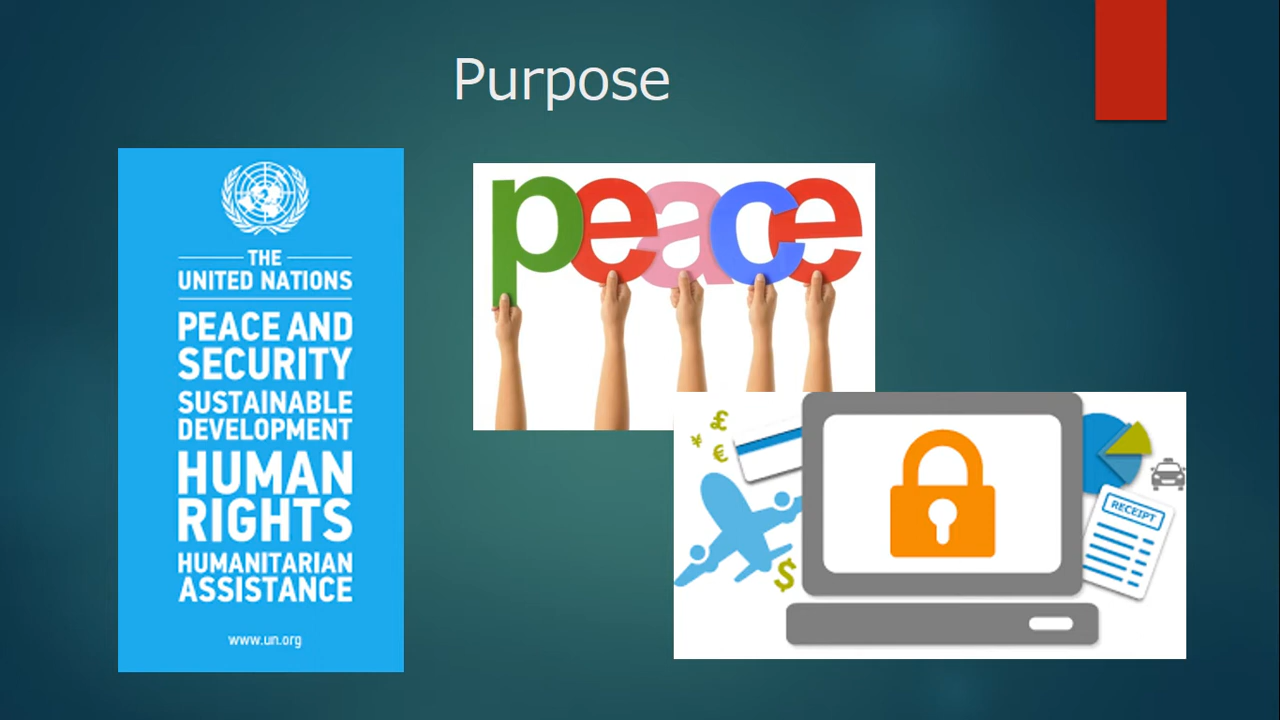 Purpose
THE
UNITED NATIONS
PEACE AND
SECURITY
SUSTAINABLE
DEVELOPMENT
HUMAN
RIGHTS
HUMANITARIAN
ASSISTANCE
www.un.org
peace
£
¥
€
$
RECEIPT